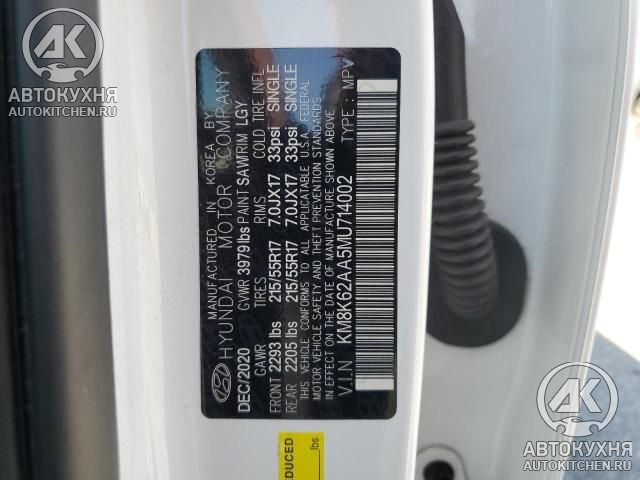 АВТОКУХНЯ
AUTOKITCHEN.RU
MANUFACTURED IN KOREA BY
HYUNDAI MOTOR COMPANY
DEC/2020 GVWR 3979 lbs PAINT SAW/TRIM LGY
GAWR TIRES RIMS COLD TIRE INFL
FRONT 2293 lbs 215/55R17 7.0JX17 33psi SINGLE
REAR 2205 lbs 215/55R17 7.0JX17 33psi SINGLE
THIS VEHICLE CONFORMS TO ALL APPLICABLE U.S.A. FEDERAL
MOTOR VEHICLE SAFETY AND THEFT PREVENTION STANDARDS
IN EFFECT ON THE DATE OF MANUFACTURE SHOWN ABOVE.
V.I.N KM8K62AA5MU714002 TYPE: MPV
EDUCED
lbs
АВТОКУХНЯ
AUTOKITCHEN.RU